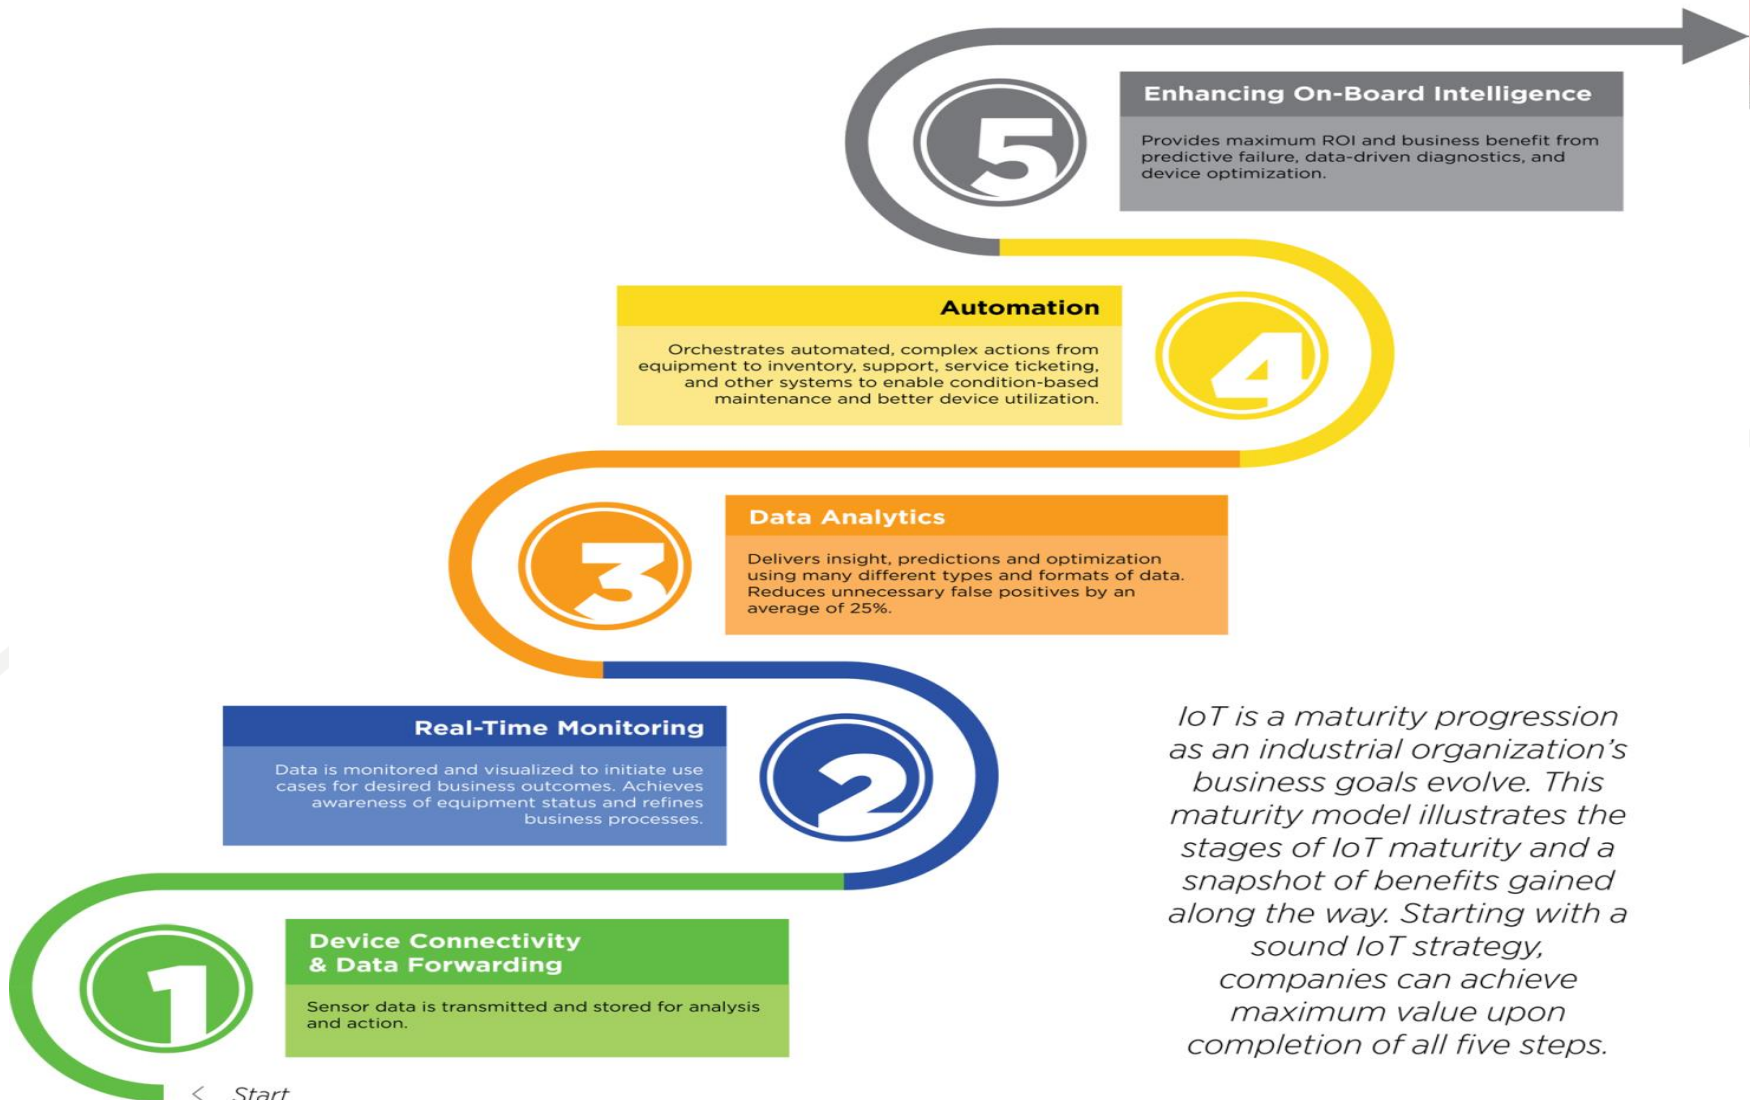 5
Enhancing On-Board Intelligence
Provides maximum ROI and business benefit from
predictive failure, data-driven diagnostics, and
device optimization.
Automation
Orchestrates automated, complex actions from
equipment to inventory, support, service ticketing,
and other systems to enable condition-based
maintenance and better device utilization.
4
3
Data Analytics
Delivers insight, predictions and optimization
using many different types and formats of data.
Reduces unnecessary false positives by an
average of 25%.
Real-Time Monitoring
Data is monitored and visualized to initiate use
cases for desired business outcomes. Achieves
awareness of equipment status and refines
business processes.
2
1
Device Connectivity
& Data Forwarding
Sensor data is transmitted and stored for analysis
and action.
< Start
IoT is a maturity progression
as an industrial organization's
business goals evolve. This
maturity model illustrates the
stages of IoT maturity and a
snapshot of benefits gained
along the way. Starting with a
sound IoT strategy,
companies can achieve
maximum value upon
completion of all five steps.